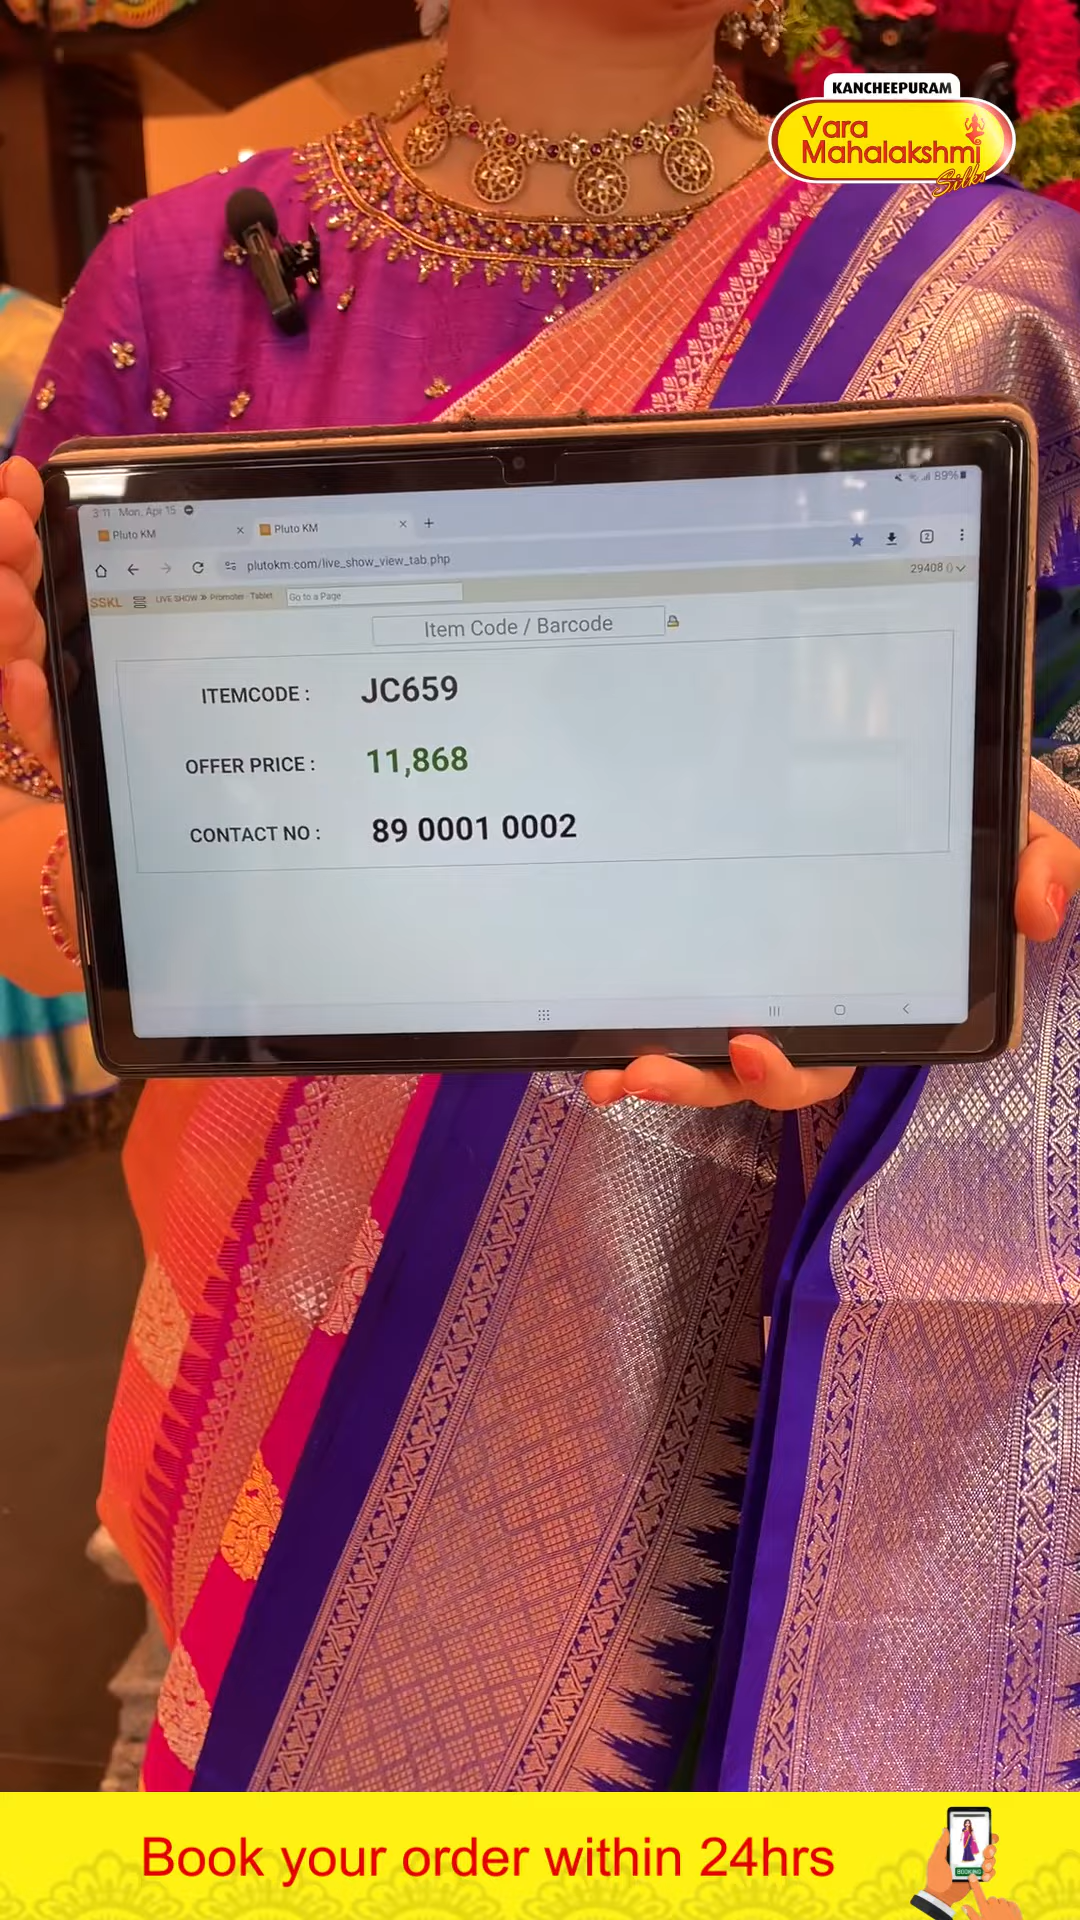 KANCHEEPURAM
Vara
Mahalakshmi
Silks
3:11 Mon, Apr 15
89%
Pluto KM
Pluto KM
plutokm.com/live_show_view_tab.php
2
29408 ()
SSKL
LIVE SHOW » Promoter - Tablet
Go to a Page
Item Code / Barcode
ITEMCODE : JC659
OFFER PRICE : 11,868
CONTACT NO : 89 0001 0002
Book your order within 24hrs
BOOKING